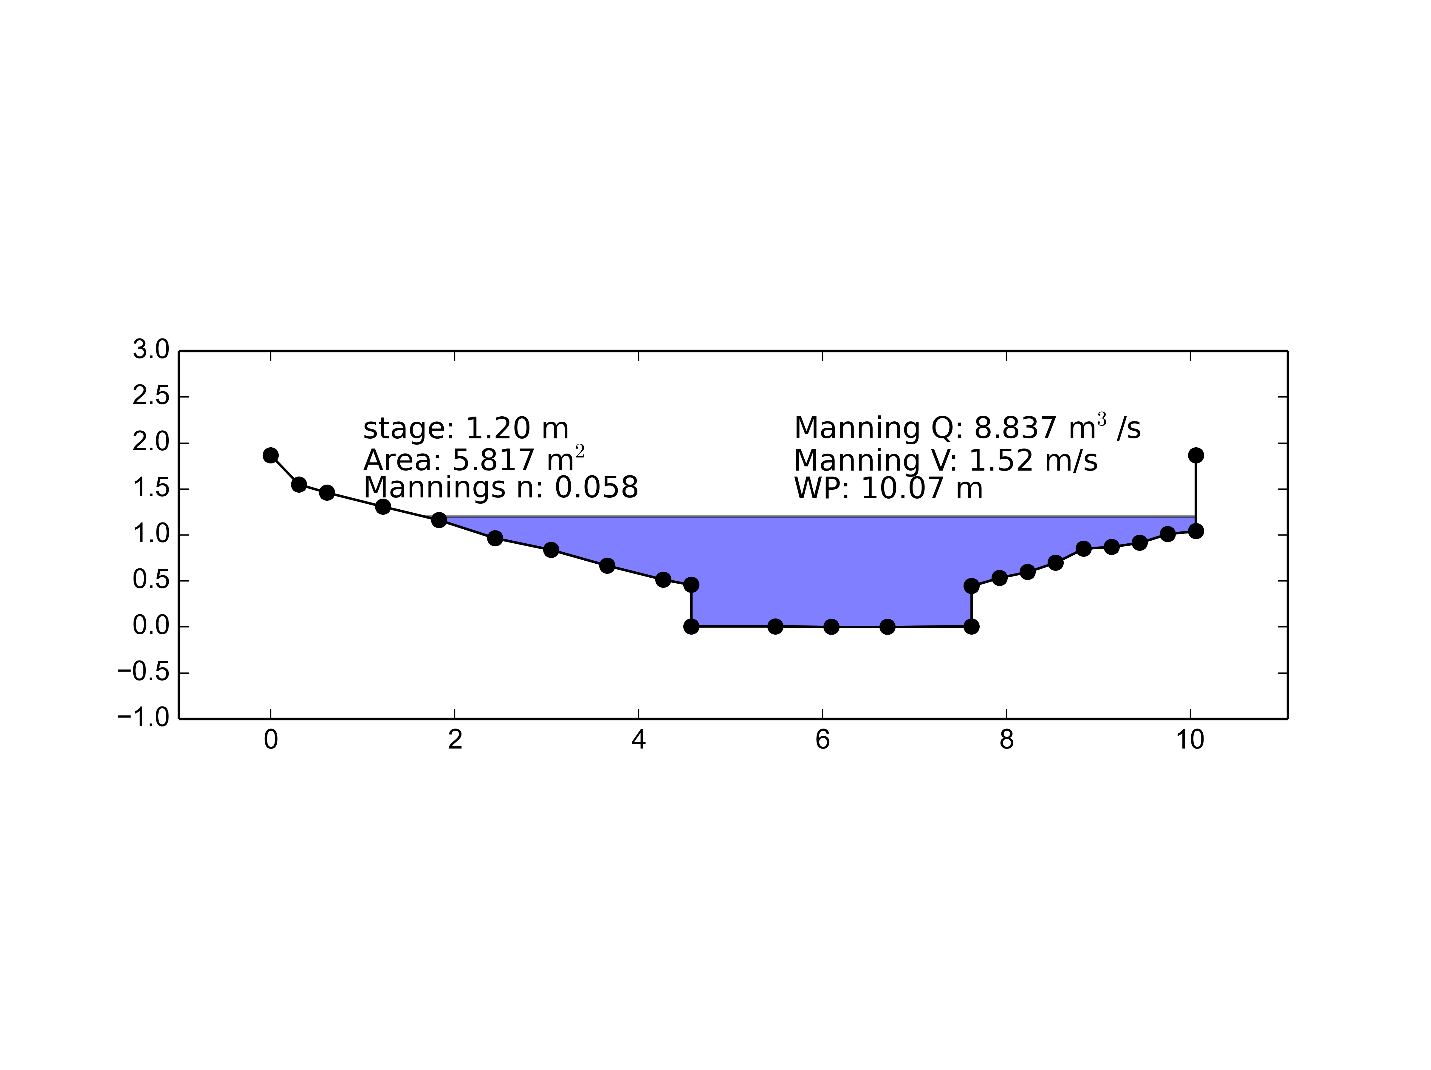 3.0
2.5
2.0
1.5
1.0
0.5
0.0
−0.5
−1.0
stage: 1.20 m
Area: 5.817 m²
Mannings n: 0.058
Manning Q: 8.837 m³ /s
Manning V: 1.52 m/s
WP: 10.07 m
0 2 4 6 8 10